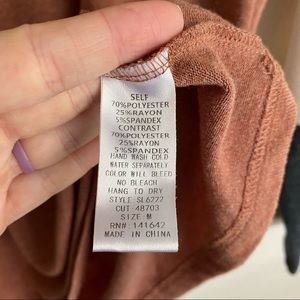 SELF
70%POLYESTER
25%RAYON
5%SPANDEX
CONTRAST
70%POLYESTER
25%RAYON
5%SPANDEX
HAND WASH COLD
WATER SEPARATELY
COLOR WILL BLEED
NO BLEACH
HANG TO DRY
STYLE SL6222
CUT 48703
SIZE: M
RN#: 141642
MADE IN CHINA